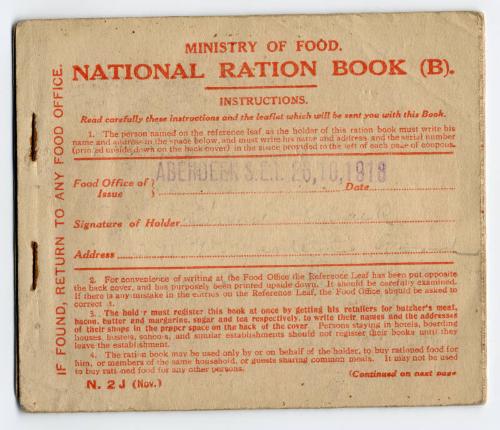 MINISTRY OF FOOD.
NATIONAL RATION BOOK (B).
INSTRUCTIONS.
Read carefully these instructions and the leaflet which will be sent you with this Book.
1. The person named on the reference leaf as the holder of this ration book must write his
name and address in the space below, and must write his name and address, and the serial number
(printed upside down on the back cover) in the space provided to the left of each page of coupons.
Food Office of } ABERDEEN S.E.1. 26.10.1918
Issue Date
Signature of Holder
Address
2. For convenience of writing at the Food Office the Reference Leaf has been put opposite
the back cover, and has purposely been printed upside down. It should be carefully examined.
If there is any mistake in the entries on the Reference Leaf, the Food Office should be asked to
correct it.
3. The holder must register this book at once by getting his retailers for butcher's meat,
bacon, butter and margarine, sugar and tea respectively, to write their names and the addresses
of their shops in the proper space on the back of the cover. Persons staying in hotels, boarding
houses, hostels, schools, and similar establishments should not register their books until they
leave the establishment.
4. The ration book may be used only by or on behalf of the holder, to buy rationed food for
him, or members of the same household, or guests sharing common meals. It may not be used
to buy rationed food for any other persons.
N. 2 J (Nov.) (Continued on next page
IF FOUND, RETURN TO ANY FOOD OFFICE.